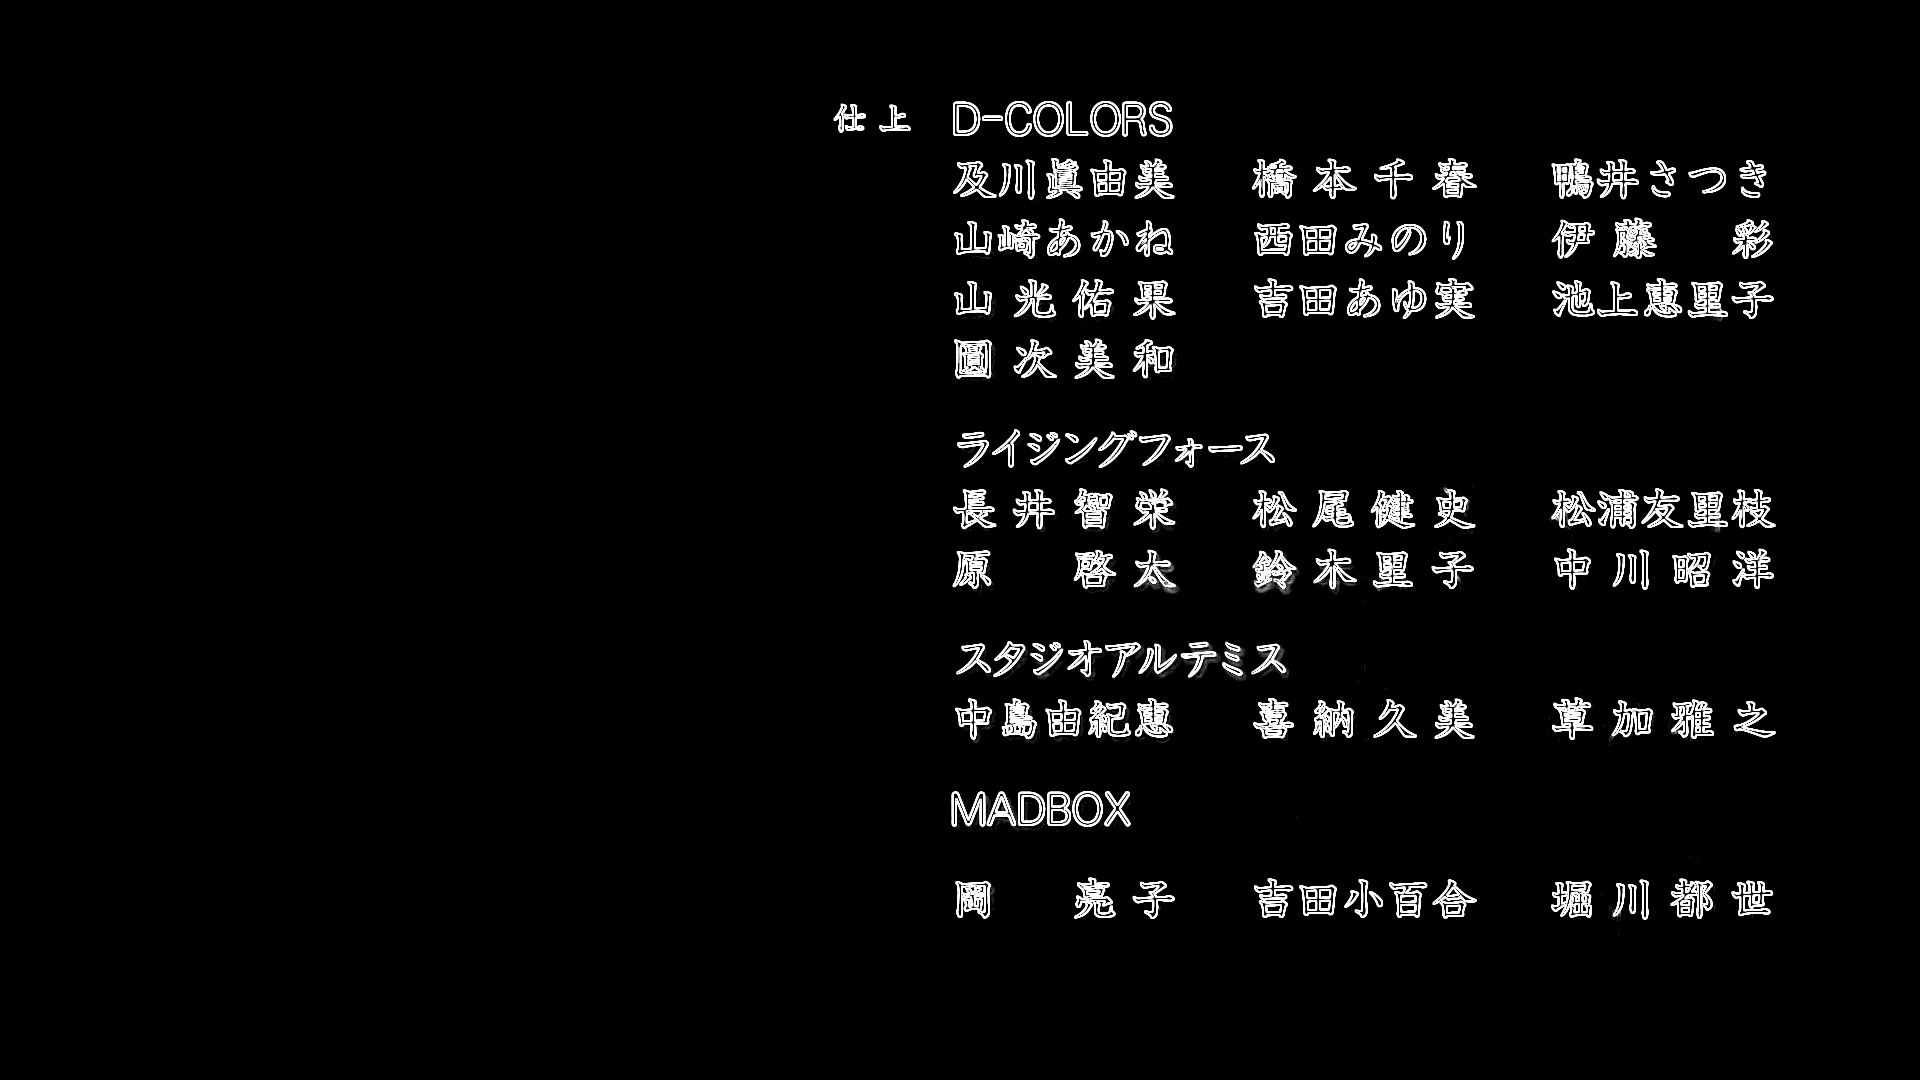 仕上 D-COLORS
及川眞由美 橋本千春 鴨井さつき
山崎あかね 西田みのり 伊藤 彩
山光佑果 吉田あゆ実 池上恵里子
圓次美和
ライジングフォース
長井智栄 松尾健史 松浦友里枝
原 啓太 鈴木里子 中川昭洋
スタジオアルテミス
中島由紀恵 喜納久美 草加雅之
MADBOX
岡 亮子 吉田小百合 堀川都世